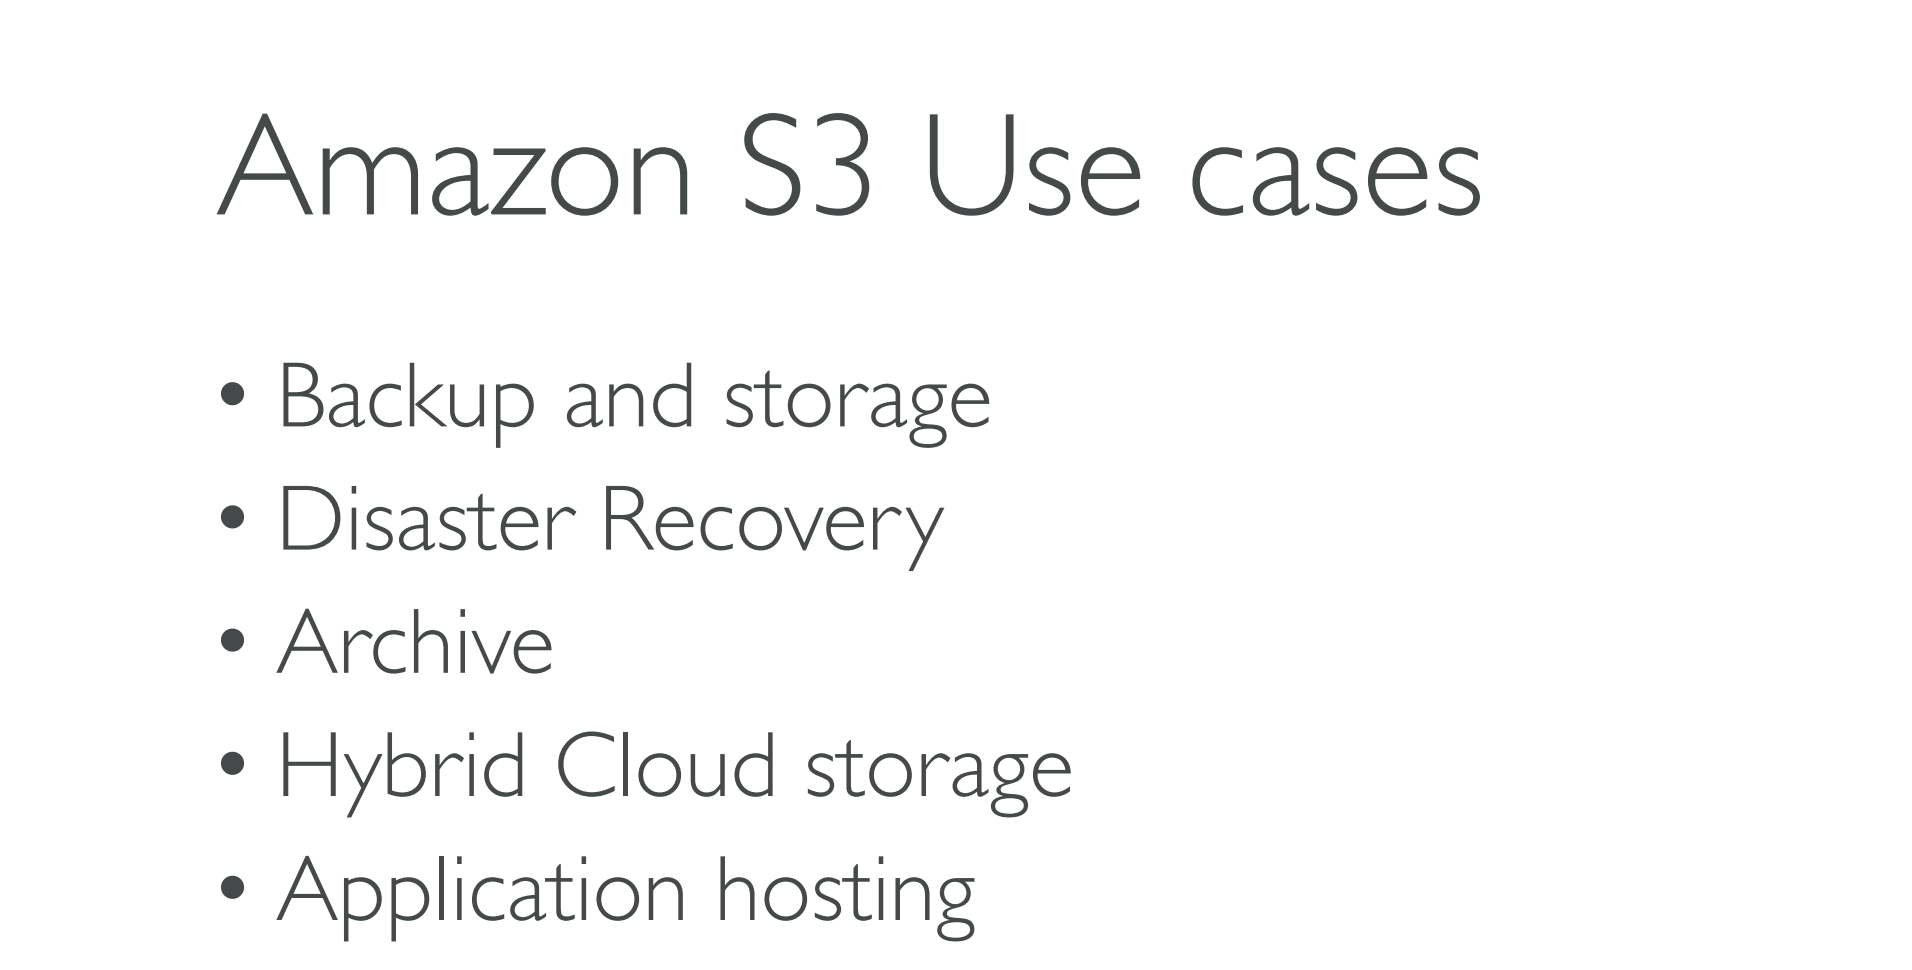 Amazon S3 Use cases
• Backup and storage
• Disaster Recovery
• Archive
• Hybrid Cloud storage
• Application hosting